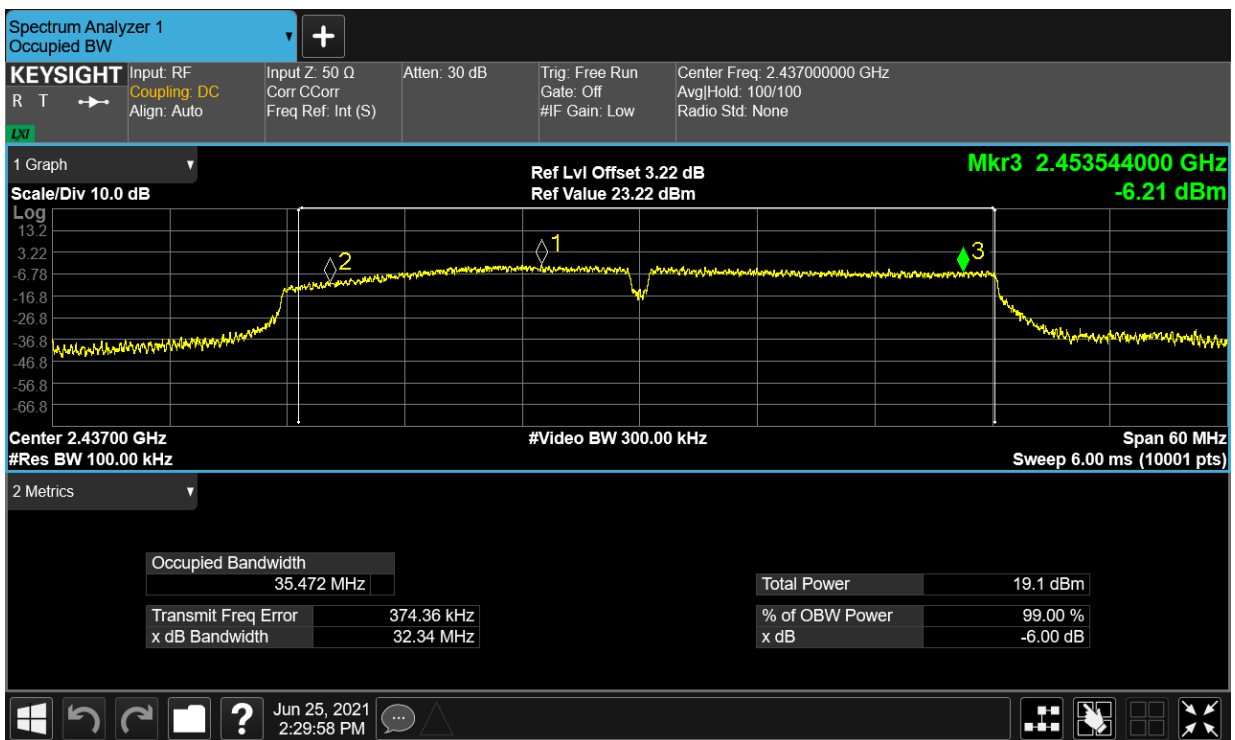 Spectrum Analyzer 1
Occupied BW
KEYSIGHT
R T
LXI
Input: RF
Coupling: DC
Align: Auto
Input Z: 50 Ω
Corr CCorr
Freq Ref: Int (S)
Atten: 30 dB
Trig: Free Run
Gate: Off
#IF Gain: Low
Center Freq: 2.437000000 GHz
Avg|Hold: 100/100
Radio Std: None
1 Graph
Scale/Div 10.0 dB
Ref Lvl Offset 3.22 dB
Ref Value 23.22 dBm
Mkr3 2.453544000 GHz
-6.21 dBm
Log
13.2
3.22
-6.78
-16.8
-26.8
-36.8
-46.8
-56.8
-66.8
2
1
3
Center 2.43700 GHz
#Res BW 100.00 kHz
#Video BW 300.00 kHz
Span 60 MHz
Sweep 6.00 ms (10001 pts)
2 Metrics
Occupied Bandwidth
35.472 MHz
Transmit Freq Error 374.36 kHz
x dB Bandwidth 32.34 MHz
Total Power 19.1 dBm
% of OBW Power 99.00 %
x dB -6.00 dB
?
Jun 25, 2021
2:29:58 PM